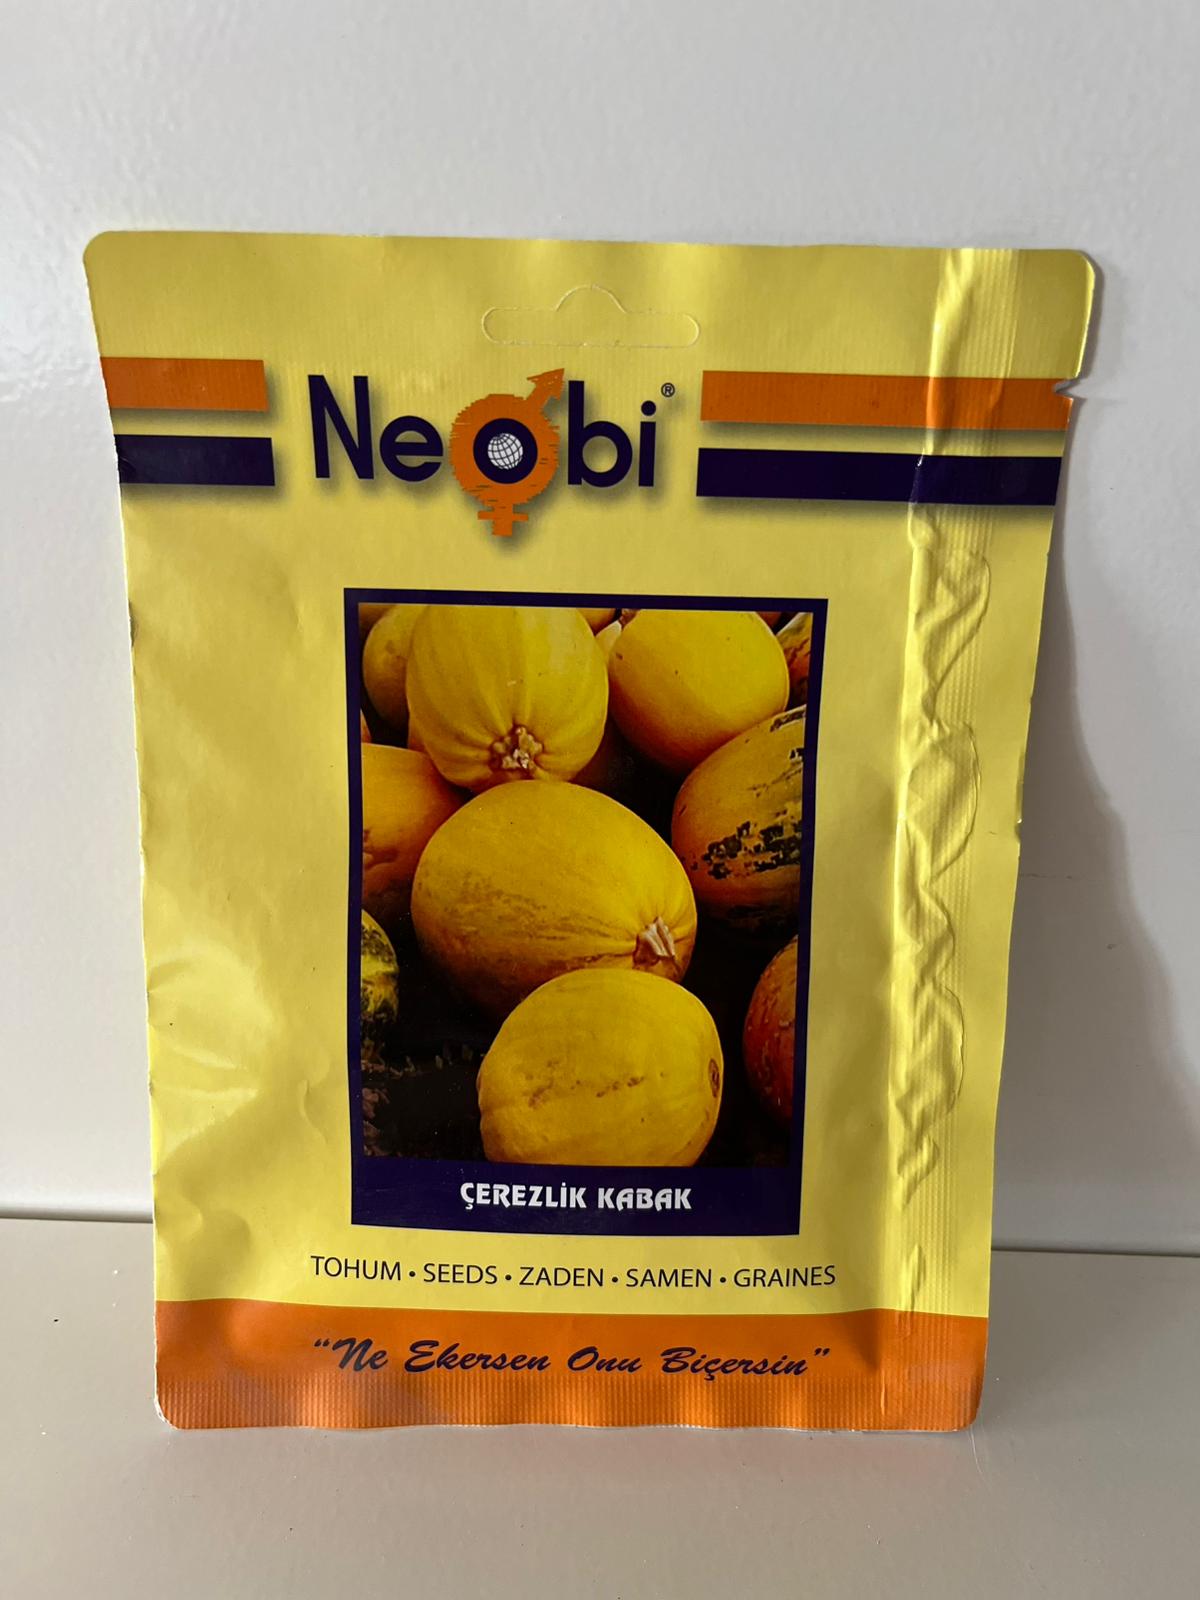 Neobi®
ÇEREZLİK KABAK
TOHUM • SEEDS • ZADEN • SAMEN • GRAINES
"Ne Ekersen Onu Biçersin"